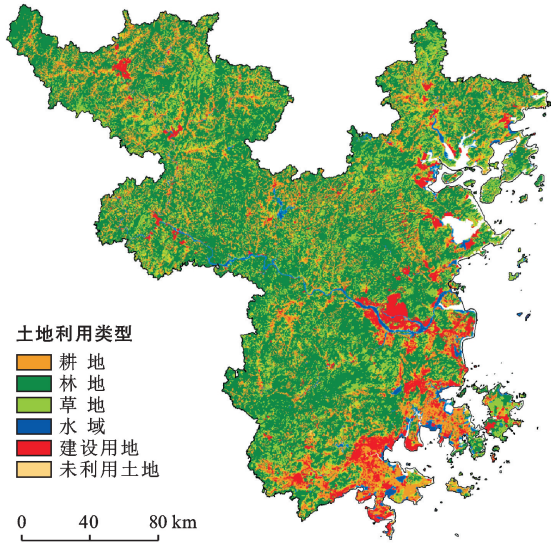 土地利用类型
耕 地
林 地
草 地
水 域
建设用地
未利用土地
0 40 80 km